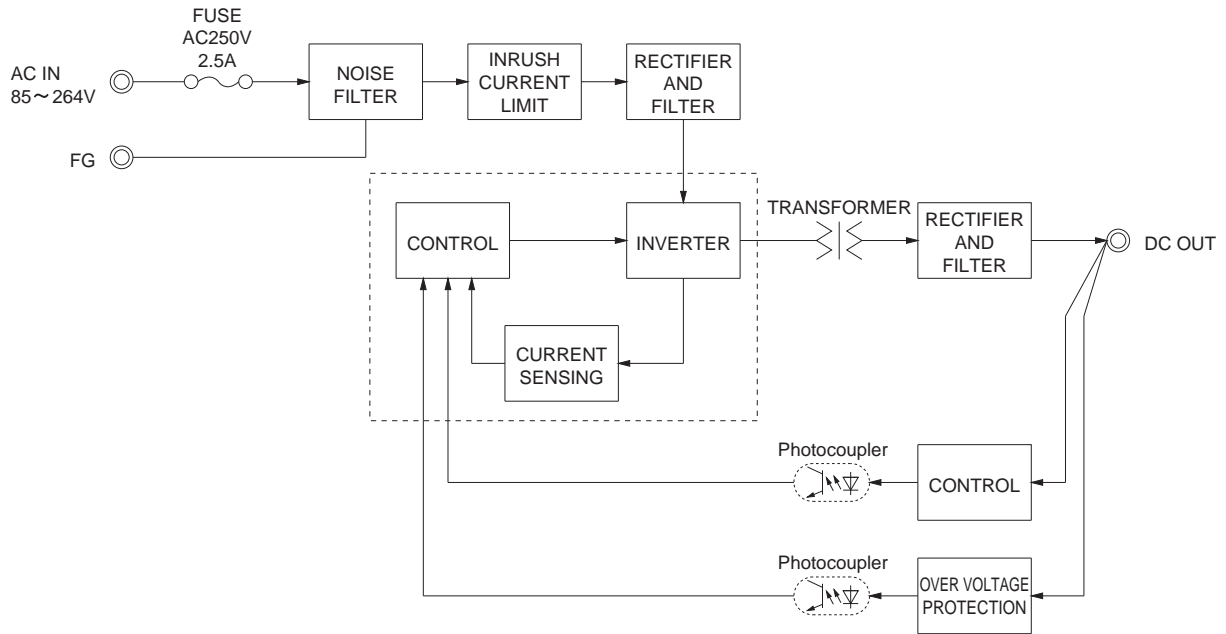 FUSE
AC250V
2.5A
AC IN
85～264V
FG
NOISE
FILTER
INRUSH
CURRENT
LIMIT
RECTIFIER
AND
FILTER
CONTROL
INVERTER
CURRENT
SENSING
TRANSFORMER
RECTIFIER
AND
FILTER
DC OUT
Photocoupler
CONTROL
Photocoupler
OVER VOLTAGE
PROTECTION